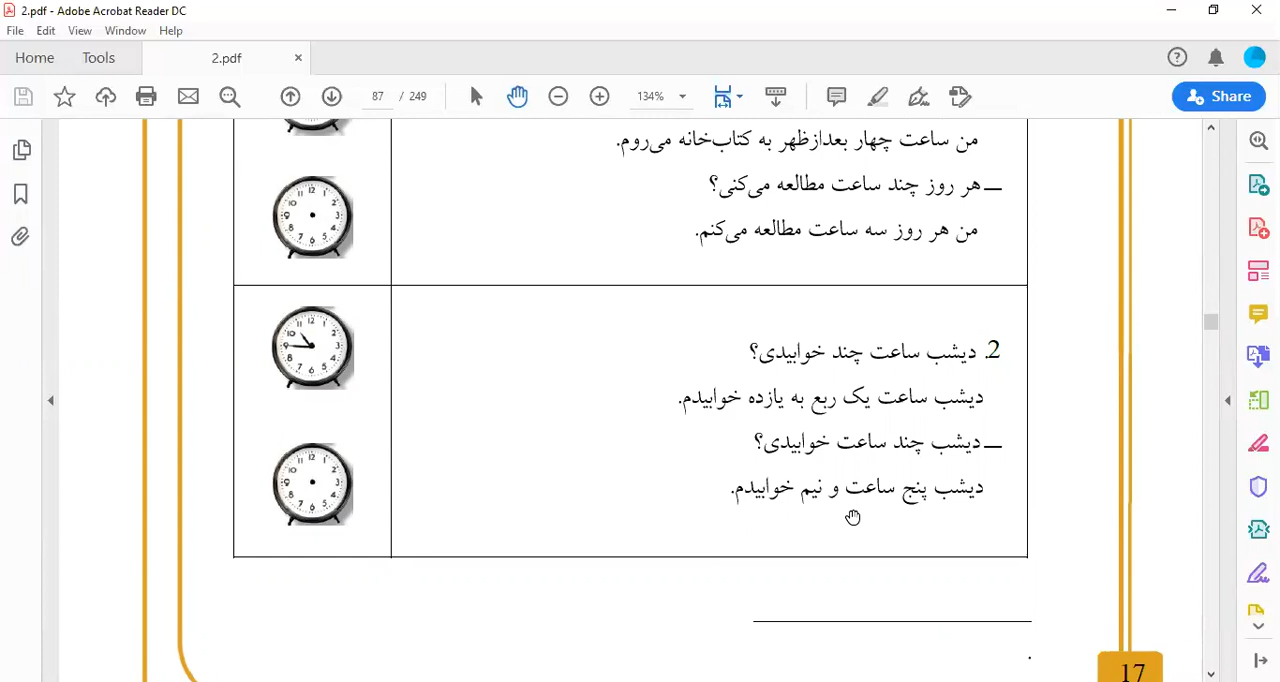 2.pdf - Adobe Acrobat Reader DC
File Edit View Window Help
Home Tools 2.pdf
87 / 249 134% Share
من ساعت چهار بعدازظهر به کتاب‌خانه می‌روم.
ــ هر روز چند ساعت مطالعه می‌کنی؟
من هر روز سه ساعت مطالعه می‌کنم.
2. دیشب ساعت چند خوابیدی؟
دیشب ساعت یک ربع به یازده خوابیدم.
ــ دیشب چند ساعت خوابیدی؟
دیشب پنج ساعت و نیم خوابیدم.
.
17